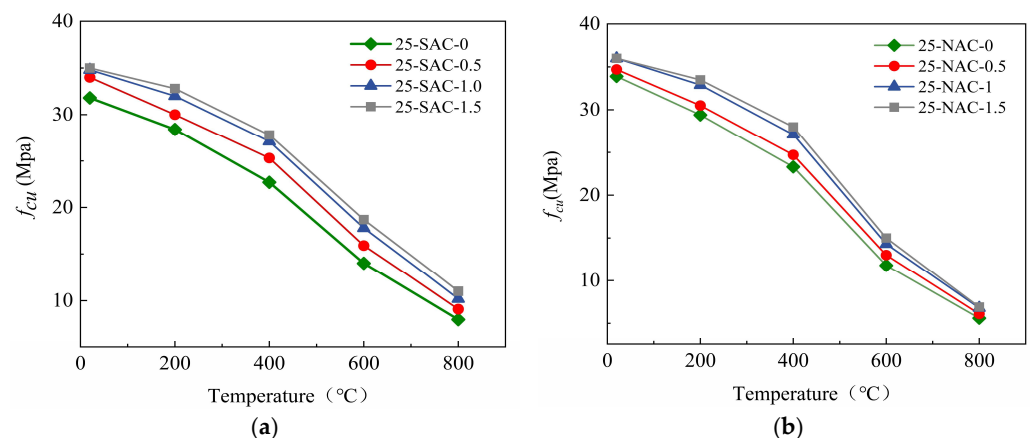 40
30
20
10
0
200
400
600
800
f_cu (Mpa)
Temperature（℃）
25-SAC-0
25-SAC-0.5
25-SAC-1.0
25-SAC-1.5
(a)
40
30
20
10
0
200
400
600
800
f_cu(Mpa)
Temperature（℃）
25-NAC-0
25-NAC-0.5
25-NAC-1
25-NAC-1.5
(b)